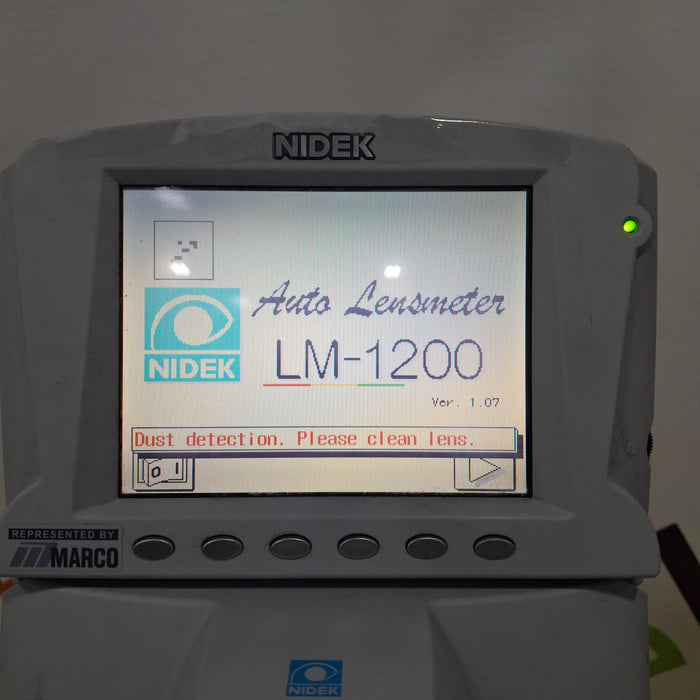 NIDEK
Auto Lensmeter
NIDEK
LM-1200
Ver. 1.07
Dust detection. Please clean lens.
O I
REPRESENTED BY
MARCO
NIDEK